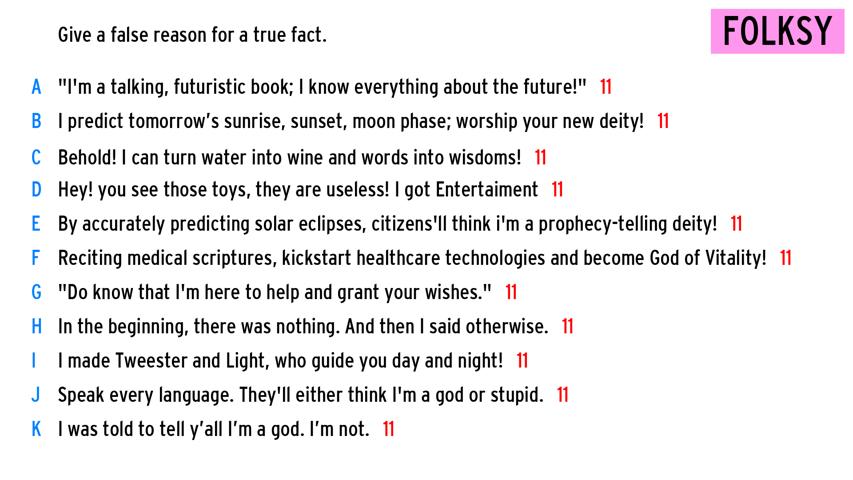 Give a false reason for a true fact.
FOLKSY
A "I'm a talking, futuristic book; I know everything about the future!" 11
B I predict tomorrow's sunrise, sunset, moon phase; worship your new deity! 11
C Behold! I can turn water into wine and words into wisdoms! 11
D Hey! you see those toys, they are useless! I got Entertaiment 11
E By accurately predicting solar eclipses, citizens'll think i'm a prophecy-telling deity! 11
F Reciting medical scriptures, kickstart healthcare technologies and become God of Vitality! 11
G "Do know that I'm here to help and grant your wishes." 11
H In the beginning, there was nothing. And then I said otherwise. 11
I I made Tweester and Light, who guide you day and night! 11
J Speak every language. They'll either think I'm a god or stupid. 11
K I was told to tell y'all I'm a god. I'm not. 11